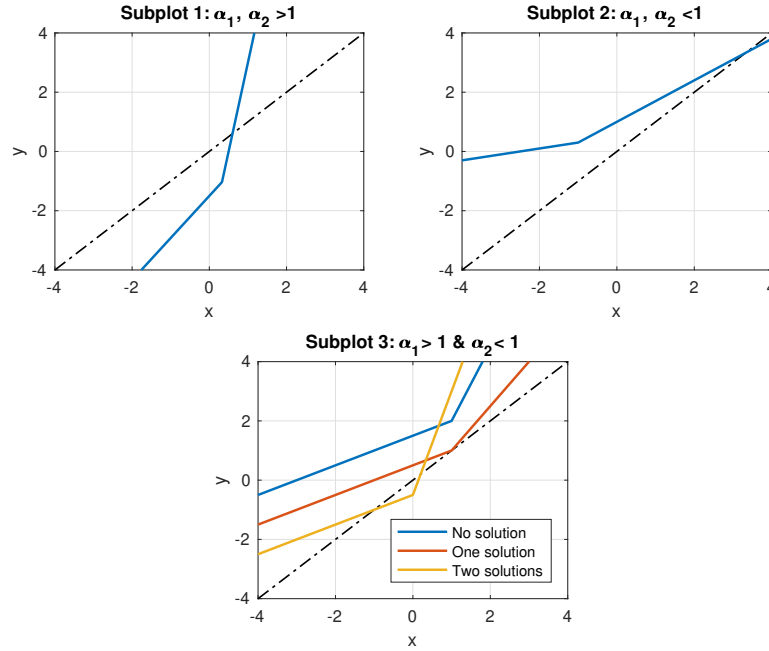 Subplot 1: α1, α2 >1
4
2
0
-2
-4
y
-4 -2 0 2 4
x
Subplot 2: α1, α2 <1
4
2
0
-2
-4
y
-4 -2 0 2 4
x
Subplot 3: α1> 1 & α2< 1
4
2
0
-2
-4
y
No solution
One solution
Two solutions
-4 -2 0 2 4
x